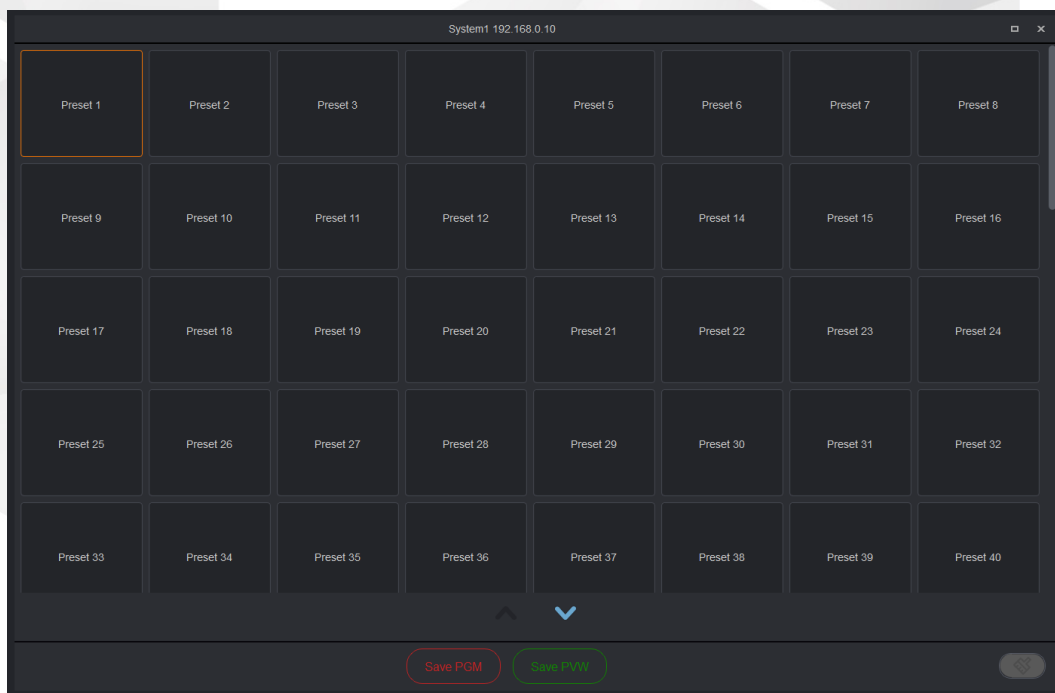 System1 192.168.0.10
Preset 1 Preset 2 Preset 3 Preset 4 Preset 5 Preset 6 Preset 7 Preset 8
Preset 9 Preset 10 Preset 11 Preset 12 Preset 13 Preset 14 Preset 15 Preset 16
Preset 17 Preset 18 Preset 19 Preset 20 Preset 21 Preset 22 Preset 23 Preset 24
Preset 25 Preset 26 Preset 27 Preset 28 Preset 29 Preset 30 Preset 31 Preset 32
Preset 33 Preset 34 Preset 35 Preset 36 Preset 37 Preset 38 Preset 39 Preset 40
Save PGM Save PVW